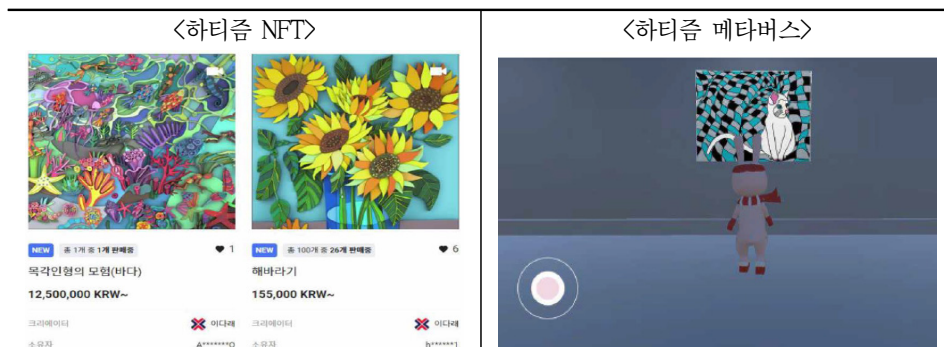 <하티즘 NFT>
<하티즘 메타버스>
NEW 총 1개 중 1개 판매중 ♥ 1
목각인형의 모험(바다)
12,500,000 KRW~
크리에이터 이다래
소유자 A*******0
NEW 총 100개 중 26개 판매중 ♥ 6
해바라기
155,000 KRW~
크리에이터 이다래
소유자 h******1